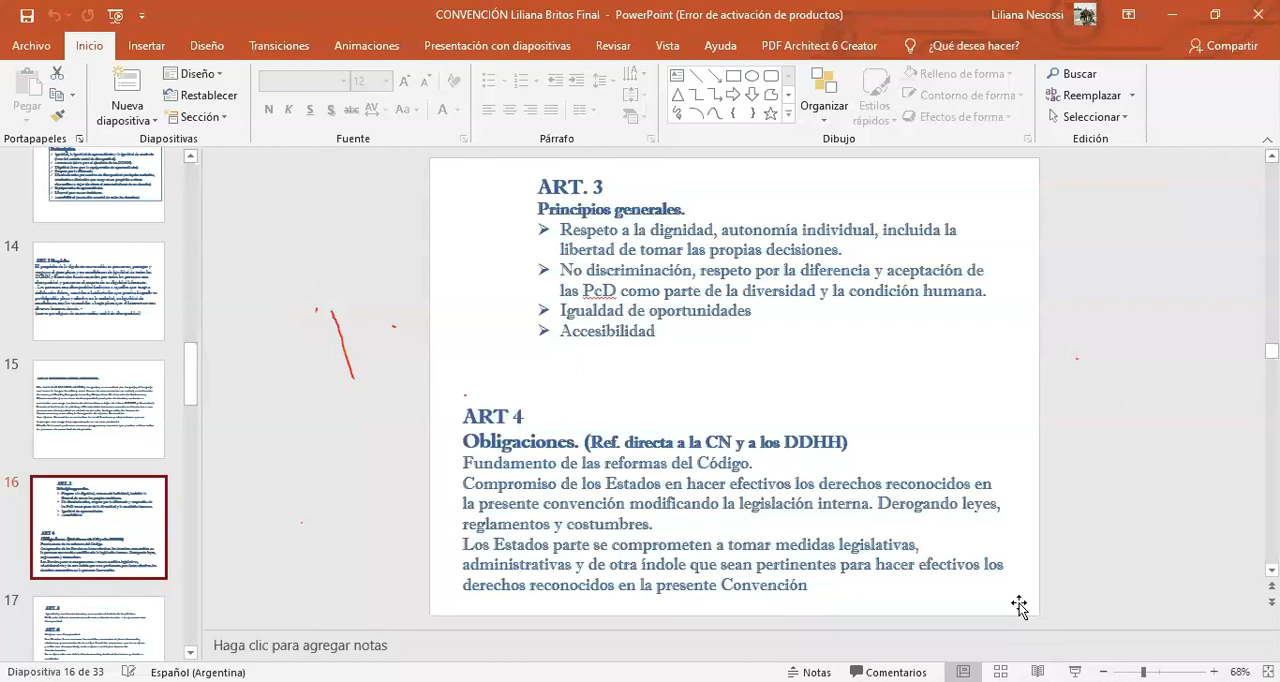 CONVENCIÓN Liliana Britos Final - PowerPoint (Error de activación de productos)
Liliana Nesossi
Archivo Inicio Insertar Diseño Transiciones Animaciones Presentación con diapositivas Revisar Vista Ayuda PDF Architect 6 Creator ¿Qué desea hacer? Compartir
Pegar
Nueva diapositiva
Diseño
Restablecer
Sección
12
N K S S abc AV Aa A
Organizar
Estilos rápidos
Relleno de forma
Contorno de forma
Efectos de forma
Buscar
Reemplazar
Seleccionar
Portapapeles Diapositivas Fuente Párrafo Dibujo Edición
14
15
16
17
ART. 3
Principios generales.
Respeto a la dignidad, autonomía individual, incluida la
libertad de tomar las propias decisiones.
No discriminación, respeto por la diferencia y aceptación de
las PcD como parte de la diversidad y la condición humana.
Igualdad de oportunidades
Accesibilidad
ART 4
Obligaciones. (Ref. directa a la CN y a los DDHH)
Fundamento de las reformas del Código.
Compromiso de los Estados en hacer efectivos los derechos reconocidos en
la presente convención modificando la legislación interna. Derogando leyes,
reglamentos y costumbres.
Los Estados parte se comprometen a tomar medidas legislativas,
administrativas y de otra índole que sean pertinentes para hacer efectivos los
derechos reconocidos en la presente Convención
Haga clic para agregar notas
Diapositiva 16 de 33 Español (Argentina) Notas Comentarios 68%